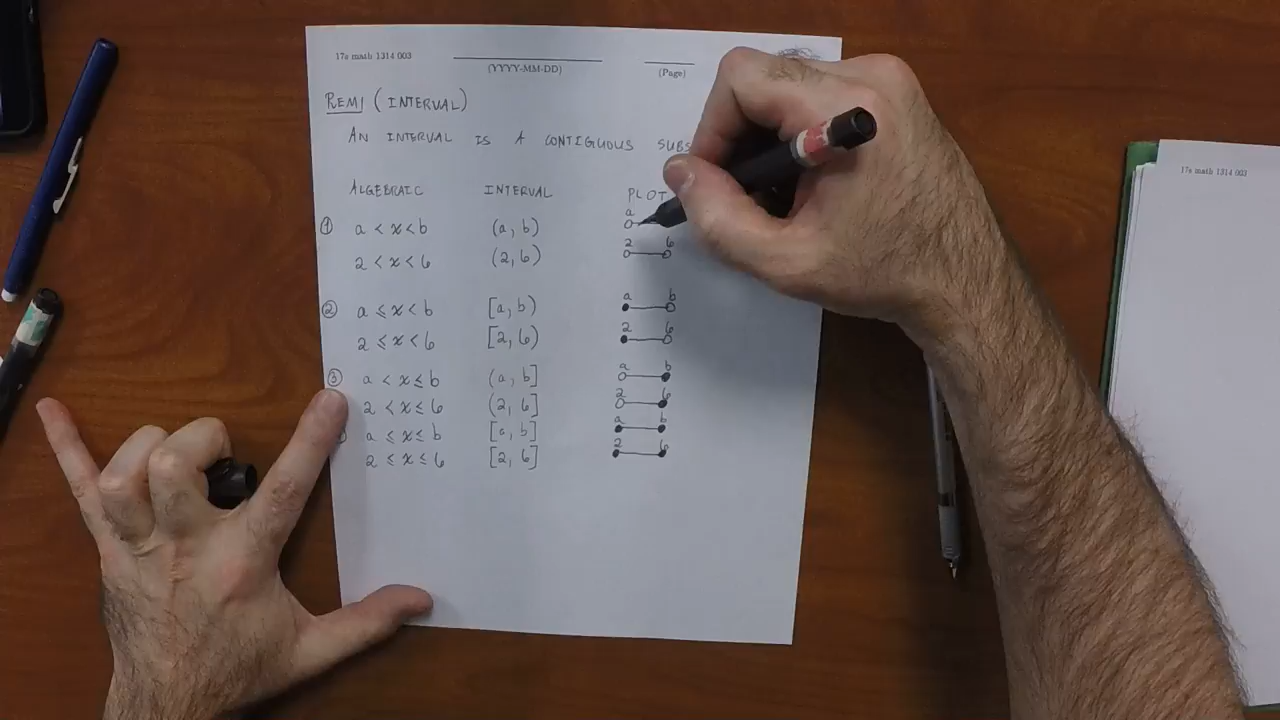 17s math 1314 003
(YYYY-MM-DD) (Page)
REM1 (INTERVAL)
AN INTERVAL IS A CONTIGUOUS
ALGEBRAIC INTERVAL PLOT
① a < x < b (a, b) a
2 < x < 6 (2, 6) 2 6
② a ≤ x < b [a, b) a b
2 ≤ x < 6 [2, 6) 2 6
③ a < x ≤ b (a, b] a b
2 < x ≤ 6 (2, 6] 2 6
a ≤ x ≤ b [a, b] a b
2 ≤ x ≤ 6 [2, 6] 2 6
17s math 1314 003